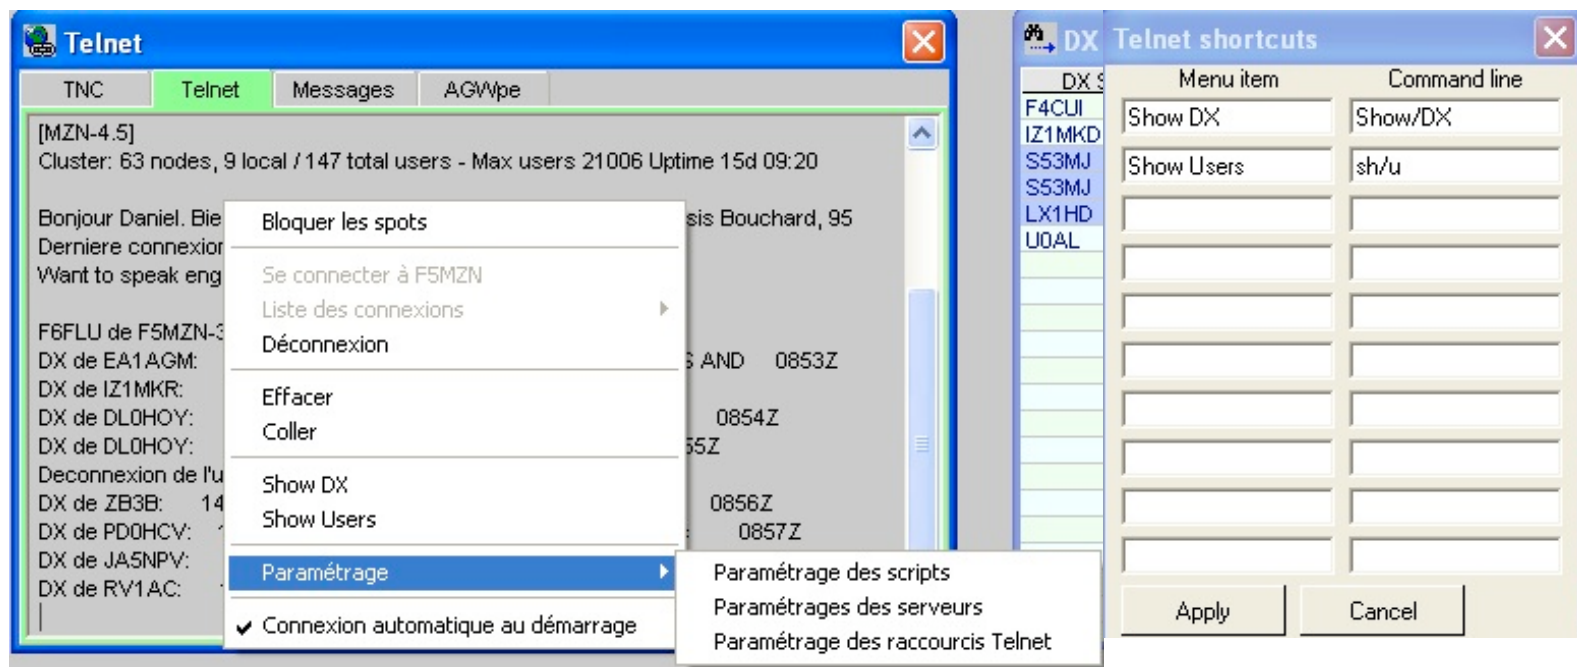 Telnet
TNC Telnet Messages AGWpe
[MZN-4.5]
Cluster: 63 nodes, 9 local / 147 total users - Max users 21006 Uptime 15d 09:20
Bonjour Daniel. Bie
sis Bouchard, 95
Derniere connexion
Want to speak eng
F6FLU de F5MZN-3
DX de EA1AGM:
AND 0853Z
DX de IZ1MKR:
DX de DL0HOY:
0854Z
DX de DL0HOY:
55Z
Deconnexion de l'u
DX de ZB3B: 14
0856Z
DX de PD0HCV:
0857Z
DX de JA5NPV:
DX de RV1AC:
Bloquer les spots
Se connecter à F5MZN
Liste des connexions
Déconnexion
Effacer
Coller
Show DX
Show Users
Paramétrage
Connexion automatique au démarrage
Paramétrage des scripts
Paramétrages des serveurs
Paramétrage des raccourcis Telnet
DX
DX S
F4CUI
IZ1MKD
S53MJ
S53MJ
LX1HD
U0AL
Telnet shortcuts
Menu item Command line
Show DX Show/DX
Show Users sh/u
Apply Cancel